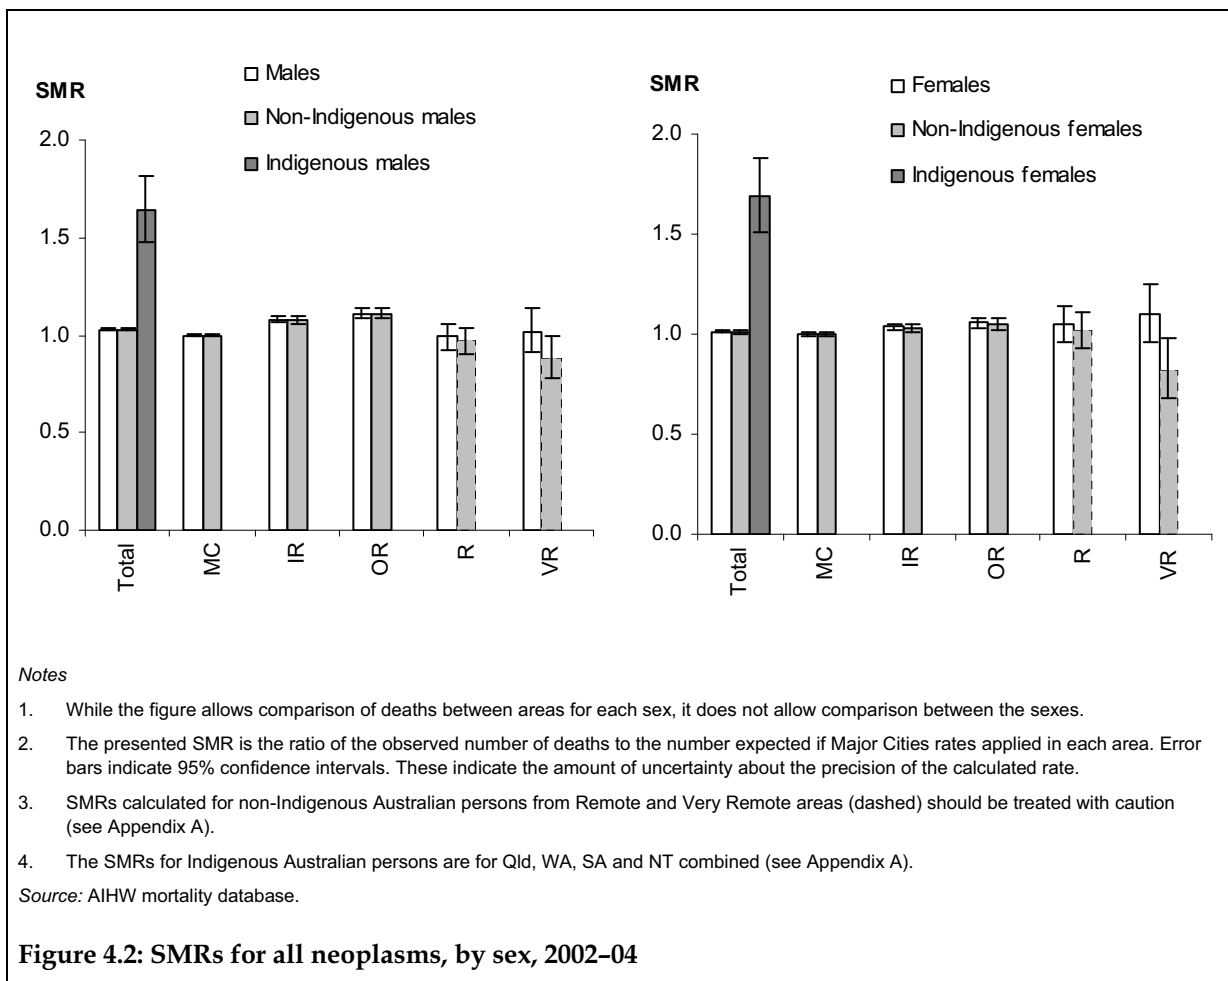 SMR
Males
Non-Indigenous males
Indigenous males
2.0
1.5
1.0
0.5
0.0
Total
MC
IR
OR
R
VR
SMR
Females
Non-Indigenous females
Indigenous females
2.0
1.5
1.0
0.5
0.0
Total
MC
IR
OR
R
VR
Notes
1. While the figure allows comparison of deaths between areas for each sex, it does not allow comparison between the sexes.
2. The presented SMR is the ratio of the observed number of deaths to the number expected if Major Cities rates applied in each area. Error
bars indicate 95% confidence intervals. These indicate the amount of uncertainty about the precision of the calculated rate.
3. SMRs calculated for non-Indigenous Australian persons from Remote and Very Remote areas (dashed) should be treated with caution
(see Appendix A).
4. The SMRs for Indigenous Australian persons are for Qld, WA, SA and NT combined (see Appendix A).
Source: AIHW mortality database.
Figure 4.2: SMRs for all neoplasms, by sex, 2002–04